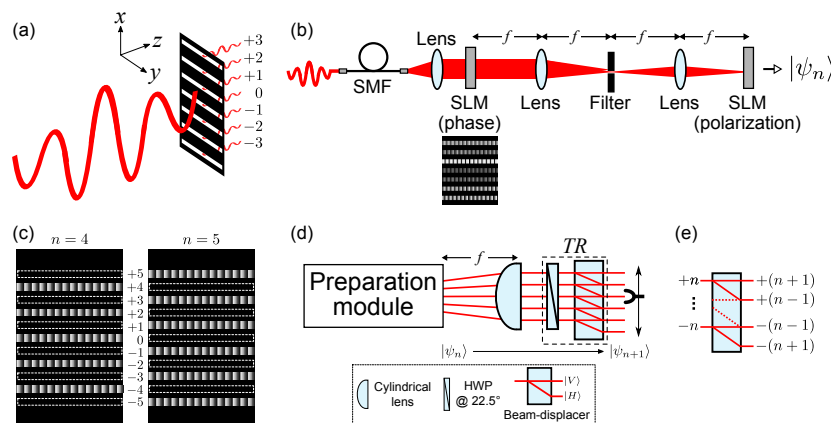 (a)
x
z
y
+3
+2
+1
0
−1
−2
−3
(b)
Lens
f
f
f
f
SMF
SLM
(phase)
Lens
Filter
Lens
SLM
(polarization)
|ψn⟩
(c)
n = 4
n = 5
+5
+4
+3
+2
+1
0
−1
−2
−3
−4
−5
(d)
f
TR
Preparation
module
|ψn⟩
|ψn+1⟩
Cylindrical
lens
HWP
@ 22.5°
|V⟩
|H⟩
Beam-displacer
(e)
+n
⋮
−n
+(n + 1)
+(n − 1)
−(n − 1)
−(n + 1)